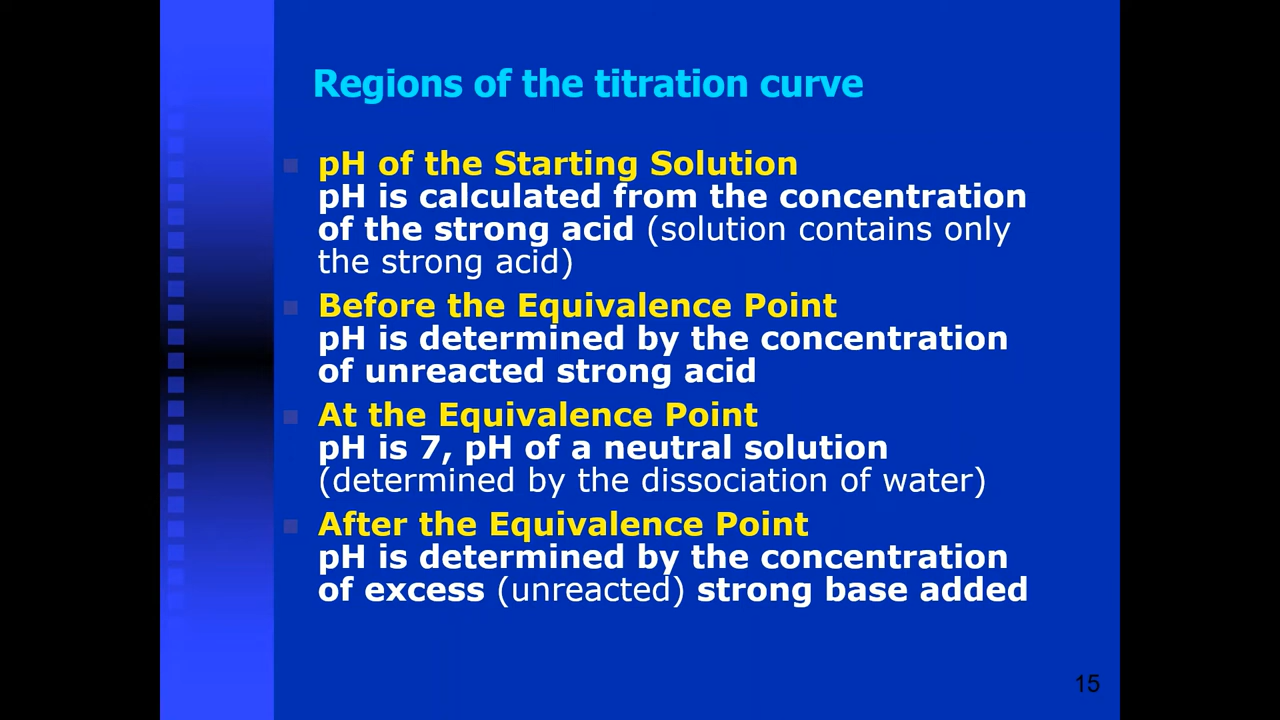 Regions of the titration curve
pH of the Starting Solution
pH is calculated from the concentration
of the strong acid (solution contains only
the strong acid)
Before the Equivalence Point
pH is determined by the concentration
of unreacted strong acid
At the Equivalence Point
pH is 7, pH of a neutral solution
(determined by the dissociation of water)
After the Equivalence Point
pH is determined by the concentration
of excess (unreacted) strong base added
15